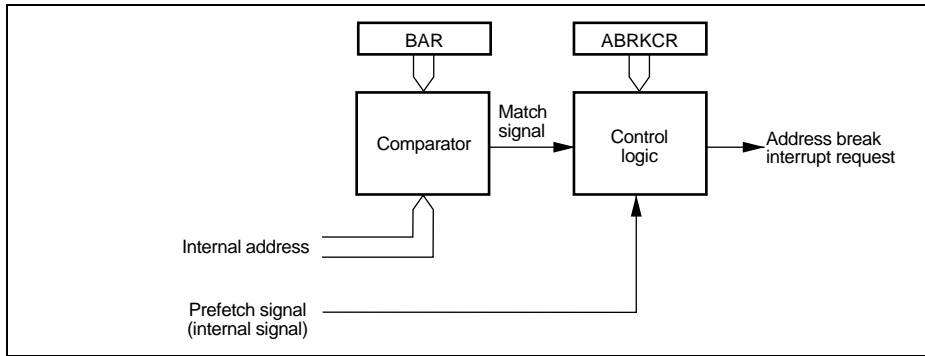 BAR
ABRKCR
Comparator
Match
signal
Control
logic
Address break
interrupt request
Internal address
Prefetch signal
(internal signal)